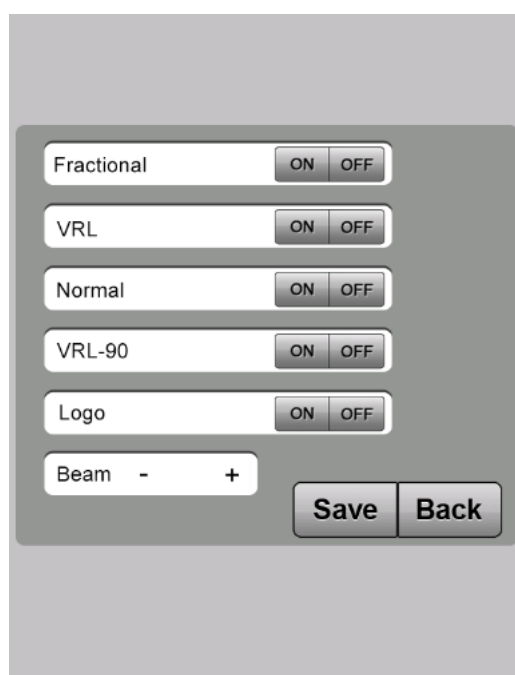 Fractional ON OFF
VRL ON OFF
Normal ON OFF
VRL-90 ON OFF
Logo ON OFF
Beam - +
Save Back